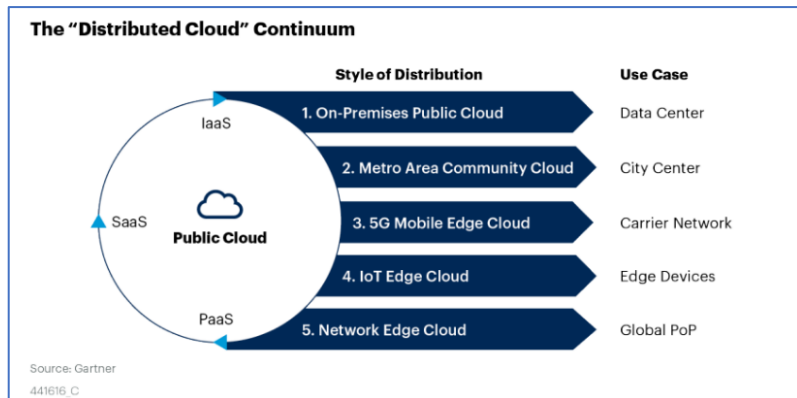 The “Distributed Cloud” Continuum
Style of Distribution
Use Case
IaaS
1. On-Premises Public Cloud
Data Center
2. Metro Area Community Cloud
City Center
SaaS
Public Cloud
3. 5G Mobile Edge Cloud
Carrier Network
4. IoT Edge Cloud
Edge Devices
PaaS
5. Network Edge Cloud
Global PoP
Source: Gartner
441616_C